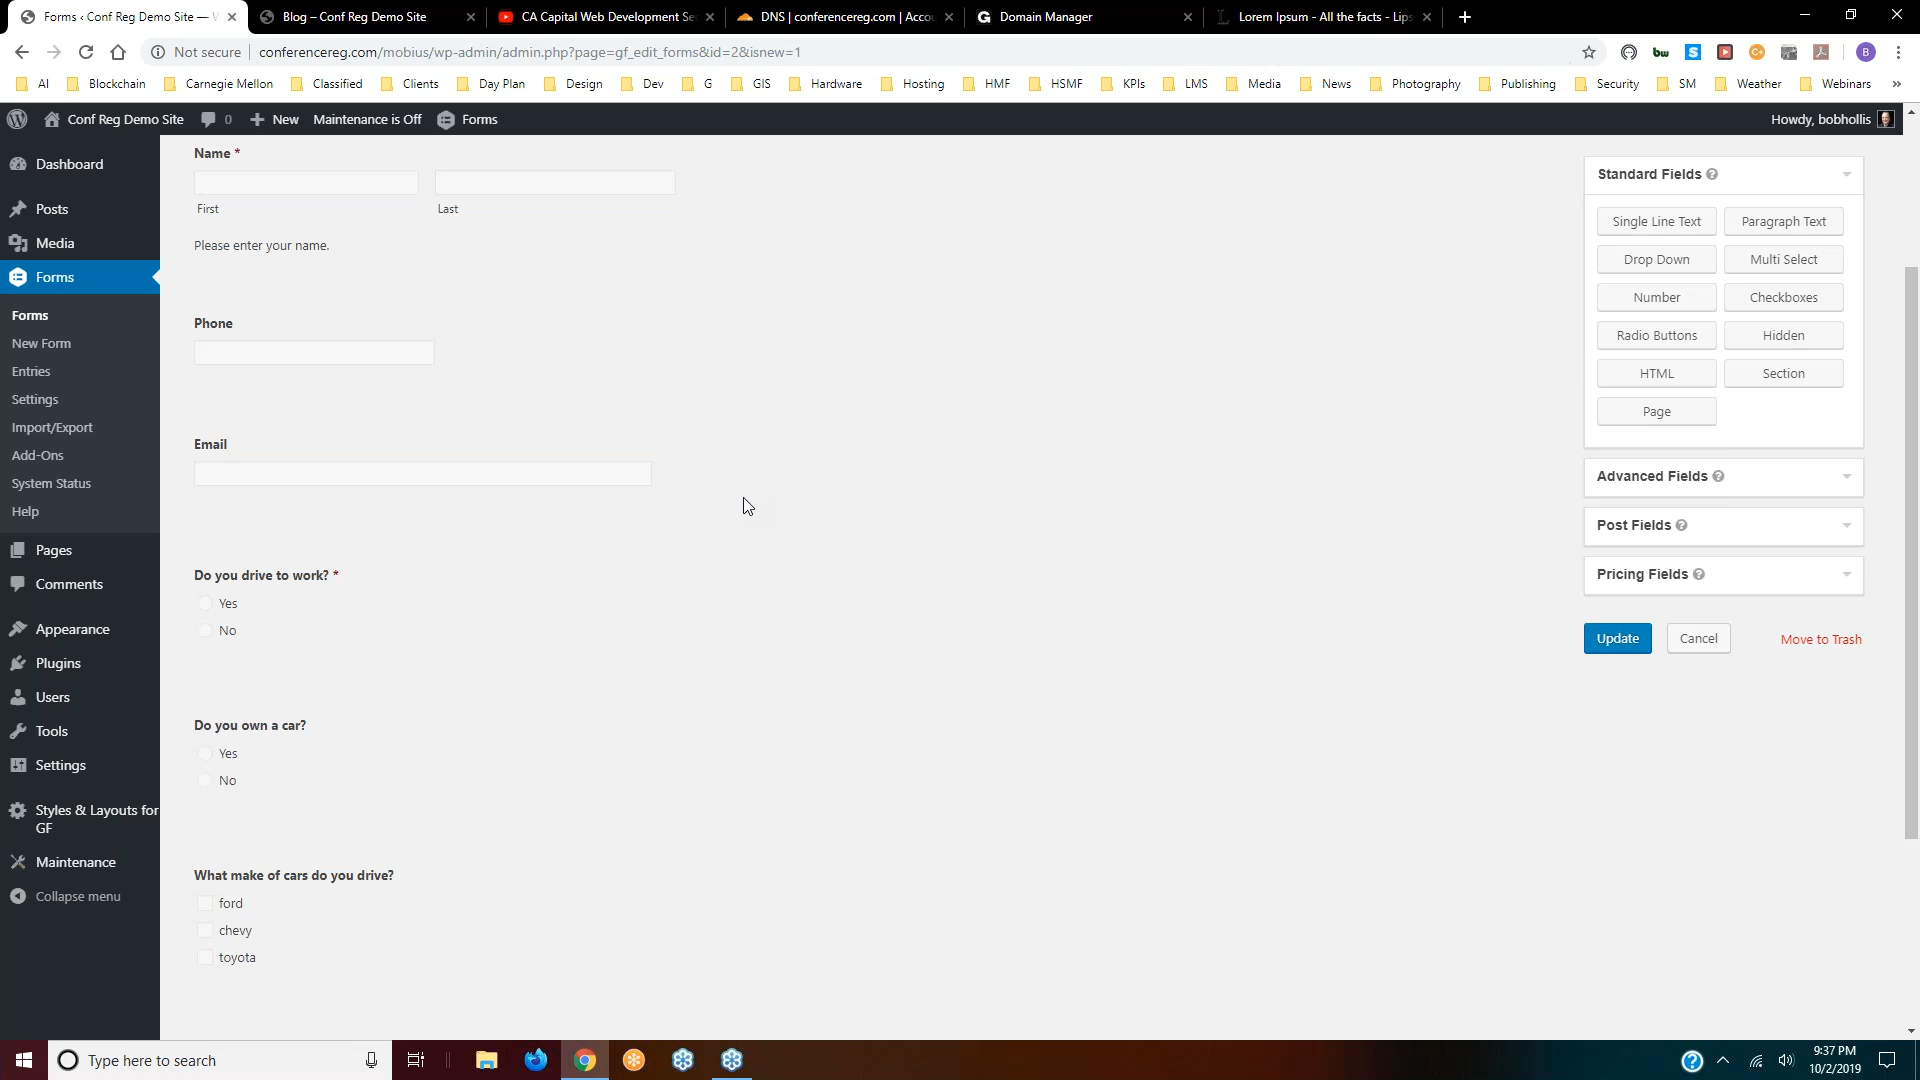 Forms ‹ Conf Reg Demo Site — W
Blog – Conf Reg Demo Site
CA Capital Web Development Se
DNS | conferencereg.com | Accou
Domain Manager
Lorem Ipsum - All the facts - Lips
Not secure
conferencereg.com/mobius/wp-admin/admin.php?page=gf_edit_forms&id=2&isnew=1
AI
Blockchain
Carnegie Mellon
Classified
Clients
Day Plan
Design
Dev
G
GIS
Hardware
Hosting
HMF
HSMF
KPIs
LMS
Media
News
Photography
Publishing
Security
SM
Weather
Webinars
Conf Reg Demo Site
0
New
Maintenance is Off
Forms
Howdy, bobhollis
Dashboard
Posts
Media
Forms
Forms
New Form
Entries
Settings
Import/Export
Add-Ons
System Status
Help
Pages
Comments
Appearance
Plugins
Users
Tools
Settings
Styles & Layouts for
GF
Maintenance
Collapse menu
Name *
First
Last
Please enter your name.
Phone
Email
Do you drive to work? *
Yes
No
Do you own a car?
Yes
No
What make of cars do you drive?
ford
chevy
toyota
Standard Fields
Single Line Text
Paragraph Text
Drop Down
Multi Select
Number
Checkboxes
Radio Buttons
Hidden
HTML
Section
Page
Advanced Fields
Post Fields
Pricing Fields
Update
Cancel
Move to Trash
Type here to search
9:37 PM
10/2/2019